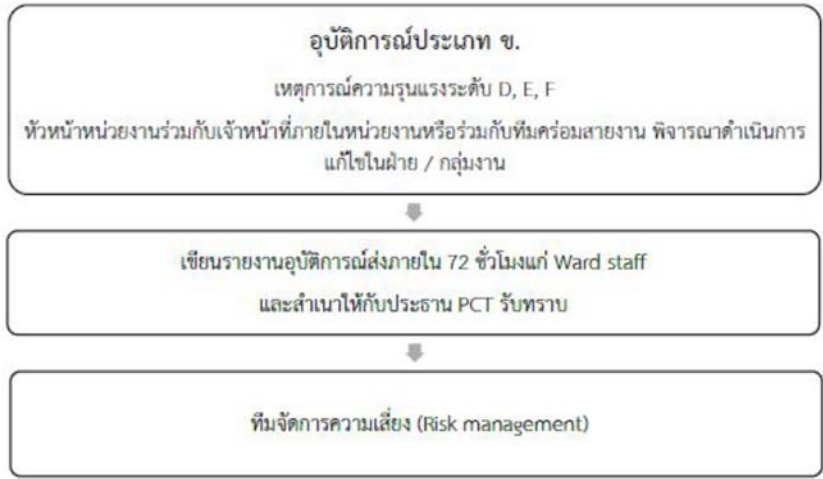 อุบัติการณ์ประเภท ข.
เหตุการณ์ความรุนแรงระดับ D, E, F
หัวหน้าหน่วยงานร่วมกับเจ้าหน้าที่ภายในหน่วยงานหรือร่วมกับทีมคร่อมสายงาน พิจารณาดำเนินการ
แก้ไขในฝ่าย / กลุ่มงาน
เขียนรายงานอุบัติการณ์ส่งภายใน 72 ชั่วโมงแก่ Ward staff
และสำเนาให้กับประธาน PCT รับทราบ
ทีมจัดการความเสี่ยง (Risk management)